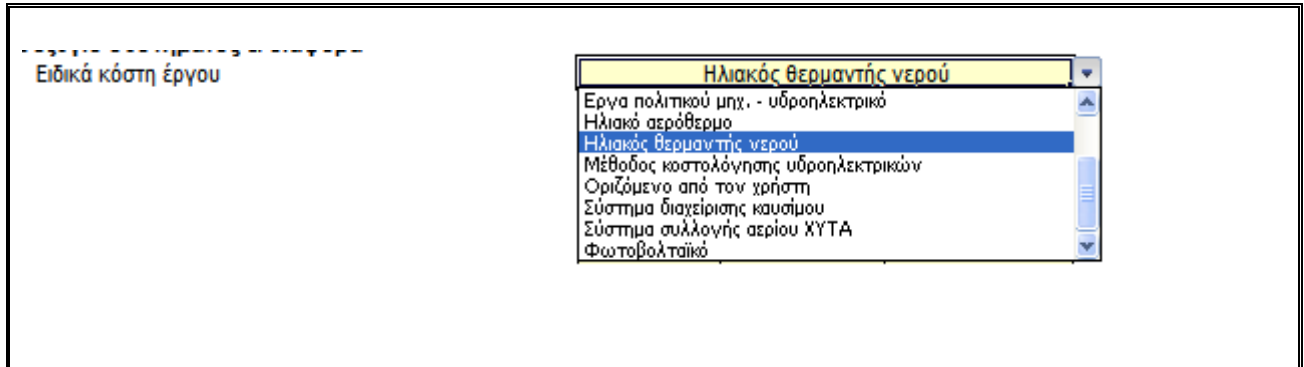 Ειδικά κόστη έργου
Ηλιακός θερμαντής νερού
Εργα πολιτικού μηχ. - υδροηλεκτρικό
Ηλιακό αερόθερμο
Ηλιακός θερμαντής νερού
Μέθοδος κοστολόγησης υδροηλεκτρικών
Οριζόμενο από τον χρήστη
Σύστημα διαχείρισης καυσίμου
Σύστημα συλλογής αερίου ΧΥΤΑ
Φωτοβολταϊκό